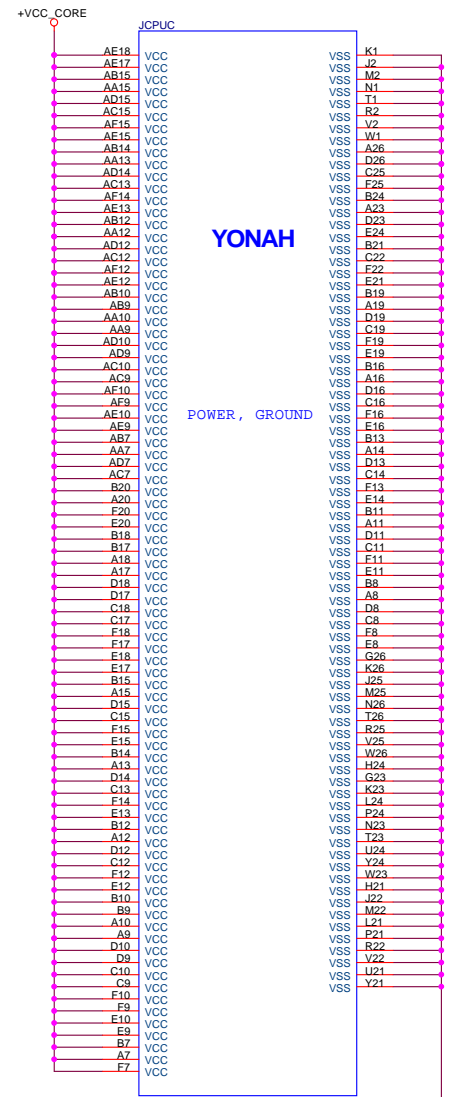 +VCC_CORE
JCPUC
AE18 VCC VSS K1
AE17 VCC VSS J2
AB15 VCC VSS M2
AA15 VCC VSS N1
AD15 VCC VSS T1
AC15 VCC VSS R2
AF15 VCC VSS V2
AE15 VCC VSS W1
AB14 VCC VSS A26
AA13 VCC VSS D26
AD14 VCC VSS C25
AC13 VCC VSS F25
AF14 VCC VSS B24
AE13 VCC VSS A23
AB12 VCC VSS D23
AA12 VCC VSS E24
YONAH
AD12 VCC VSS B21
AC12 VCC VSS C22
AF12 VCC VSS F22
AE12 VCC VSS E21
AB10 VCC VSS B19
AB9 VCC VSS A19
AA10 VCC VSS D19
AA9 VCC VSS C19
AD10 VCC VSS F19
AD9 VCC VSS E19
AC10 VCC VSS B16
AC9 VCC VSS A16
AF10 VCC VSS D16
AF9 VCC VSS C16
AE10 VCC VSS F16
POWER, GROUND
AE9 VCC VSS E16
AB7 VCC VSS B13
AA7 VCC VSS A14
AD7 VCC VSS D13
AC7 VCC VSS C14
B20 VCC VSS F13
A20 VCC VSS E14
F20 VCC VSS B11
E20 VCC VSS A11
B18 VCC VSS D11
B17 VCC VSS C11
A18 VCC VSS F11
A17 VCC VSS E11
D18 VCC VSS B8
D17 VCC VSS A8
C18 VCC VSS D8
C17 VCC VSS C8
F18 VCC VSS F8
F17 VCC VSS E8
E18 VCC VSS G26
E17 VCC VSS K26
B15 VCC VSS J25
A15 VCC VSS M25
D15 VCC VSS N26
C15 VCC VSS T26
F15 VCC VSS R25
E15 VCC VSS V25
B14 VCC VSS W26
A13 VCC VSS H24
D14 VCC VSS G23
C13 VCC VSS K23
F14 VCC VSS L24
E13 VCC VSS P24
B12 VCC VSS N23
A12 VCC VSS T23
D12 VCC VSS U24
C12 VCC VSS Y24
F12 VCC VSS W23
E12 VCC VSS H21
B10 VCC VSS J22
B9 VCC VSS M22
A10 VCC VSS L21
A9 VCC VSS P21
D10 VCC VSS R22
D9 VCC VSS V22
C10 VCC VSS U21
C9 VCC VSS Y21
F10 VCC
F9 VCC
E10 VCC
E9 VCC
B7 VCC
A7 VCC
F7 VCC